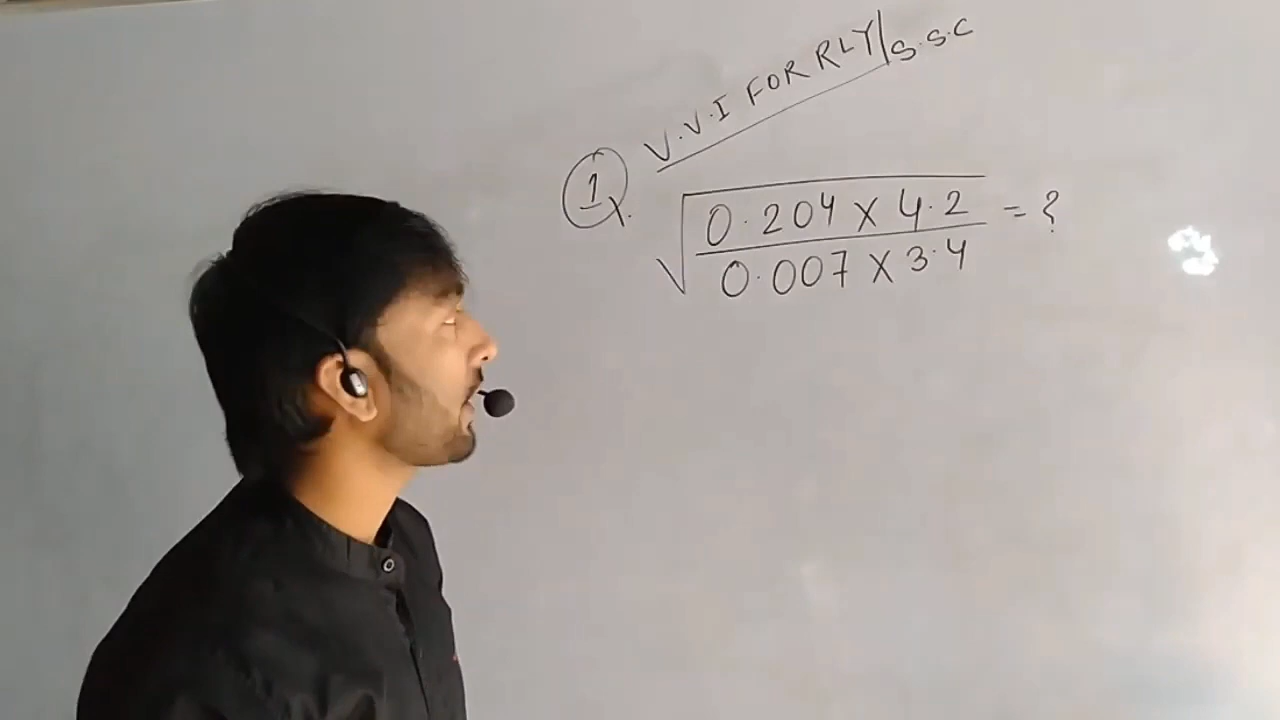 V.V.I FOR RLY/S.S.C
1.
√(0.204 X 4.2 / 0.007 X 3.4) = ?